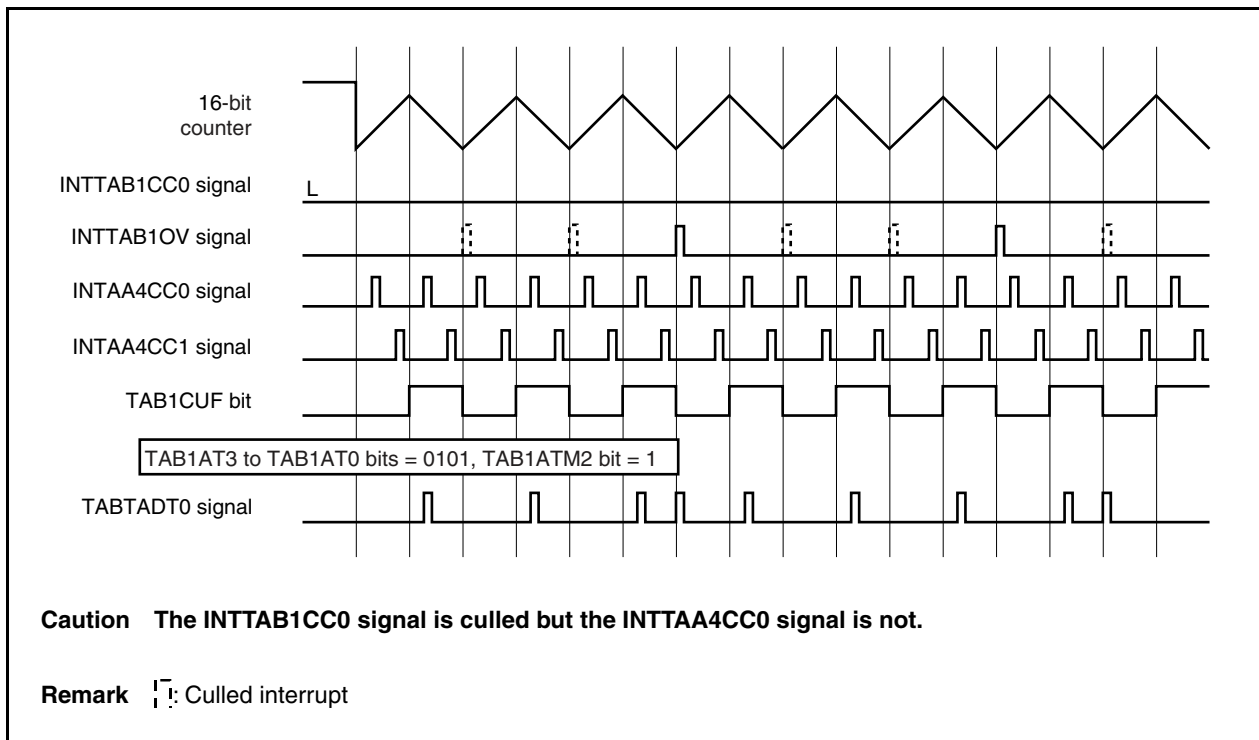 16-bit
counter
INTTAB1CC0 signal
L
INTTAB1OV signal
INTAA4CC0 signal
INTAA4CC1 signal
TAB1CUF bit
TAB1AT3 to TAB1AT0 bits = 0101, TAB1ATM2 bit = 1
TABTADT0 signal
Caution The INTTAB1CC0 signal is culled but the INTTAA4CC0 signal is not.
Remark : Culled interrupt